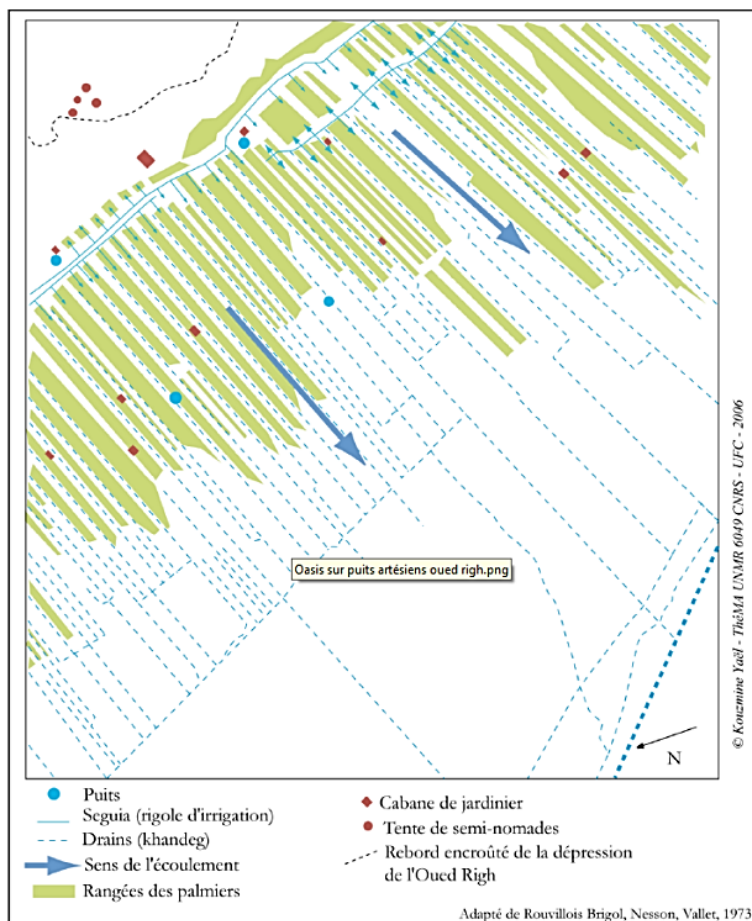 Oasis sur puits artésiens oued righ.png
N
© Kouzmine Yaël - ThéMA UNMR 6049 CNRS - UFC - 2006
Puits
Seguia (rigole d'irrigation)
Drains (khandeg)
Sens de l'écoulement
Rangées des palmiers
Cabane de jardinier
Tente de semi-nomades
Rebord encroûté de la dépression
de l'Oued Righ
Adapté de Rouvillois Brigol, Nesson, Vallet, 1973